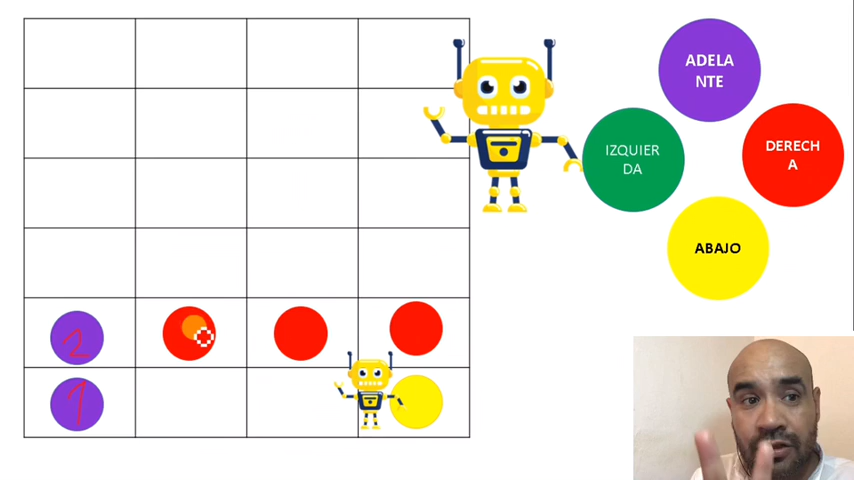 ADELA
NTE
IZQUIER
DA
DERECH
A
ABAJO
2
1